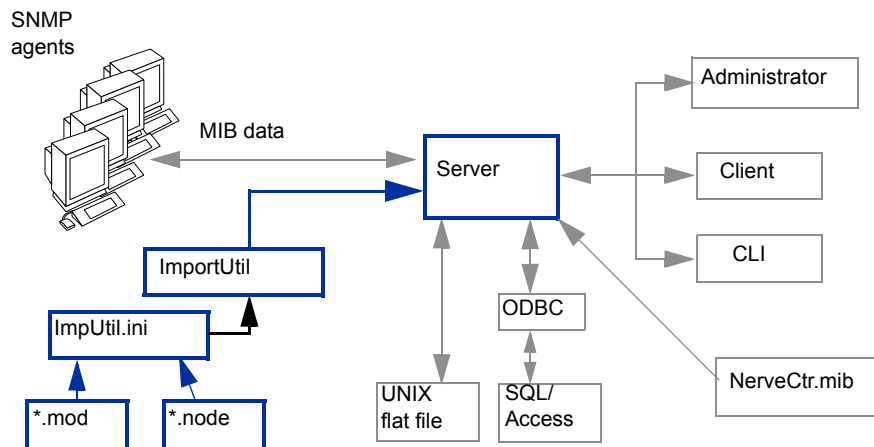 SNMP
agents
MIB data
Administrator
Server
Client
CLI
ImportUtil
ImpUtil.ini
ODBC
*.mod
*.node
UNIX
flat file
SQL/
Access
NerveCtr.mib